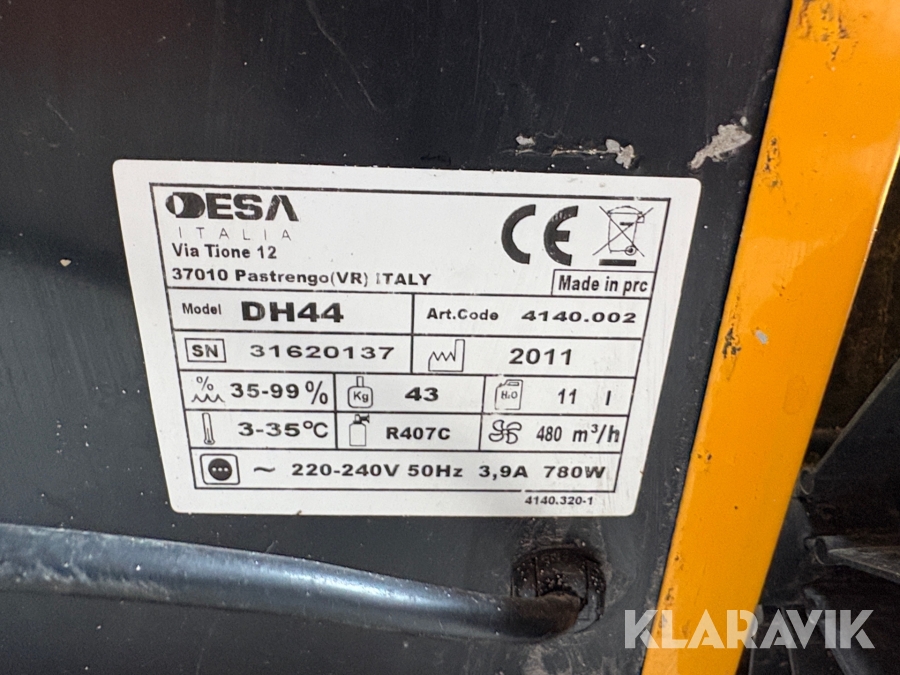 DESA
ITALIA
Via Tione 12
37010 Pastrengo(VR) ITALY
CE
Made in prc
Model DH44
Art.Code 4140.002
SN 31620137
2011
% 35-99 %
Kg 43
H₂O 11 l
3-35°C
R407C
480 m³/h
~ 220-240V 50Hz 3,9A 780W
4140.320-1
KLARAVIK